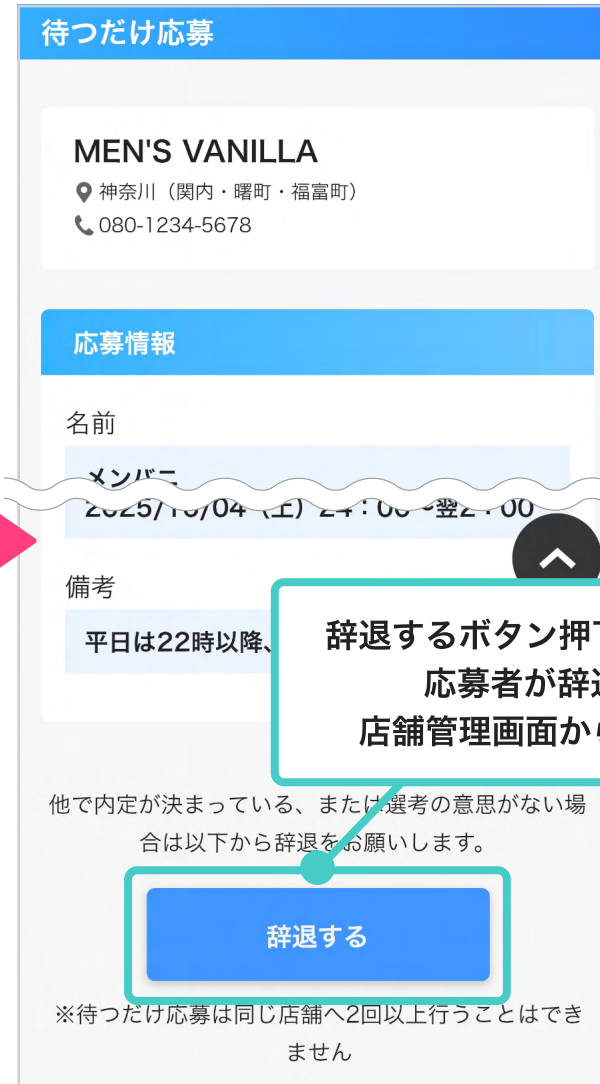 待つだけ応募
MEN'S VANILLA
神奈川（関内・曙町・福富町）
080-1234-5678
応募情報
名前
メンバニ
2025/10/04（土）24：00~翌2：00
備考
平日は22時以降、
辞退するボタン押
応募者が辞
店舗管理画面か
他で内定が決まっている、または選考の意思がない場
合は以下から辞退をお願いします。
辞退する
※待つだけ応募は同じ店舗へ2回以上行うことはでき
ません